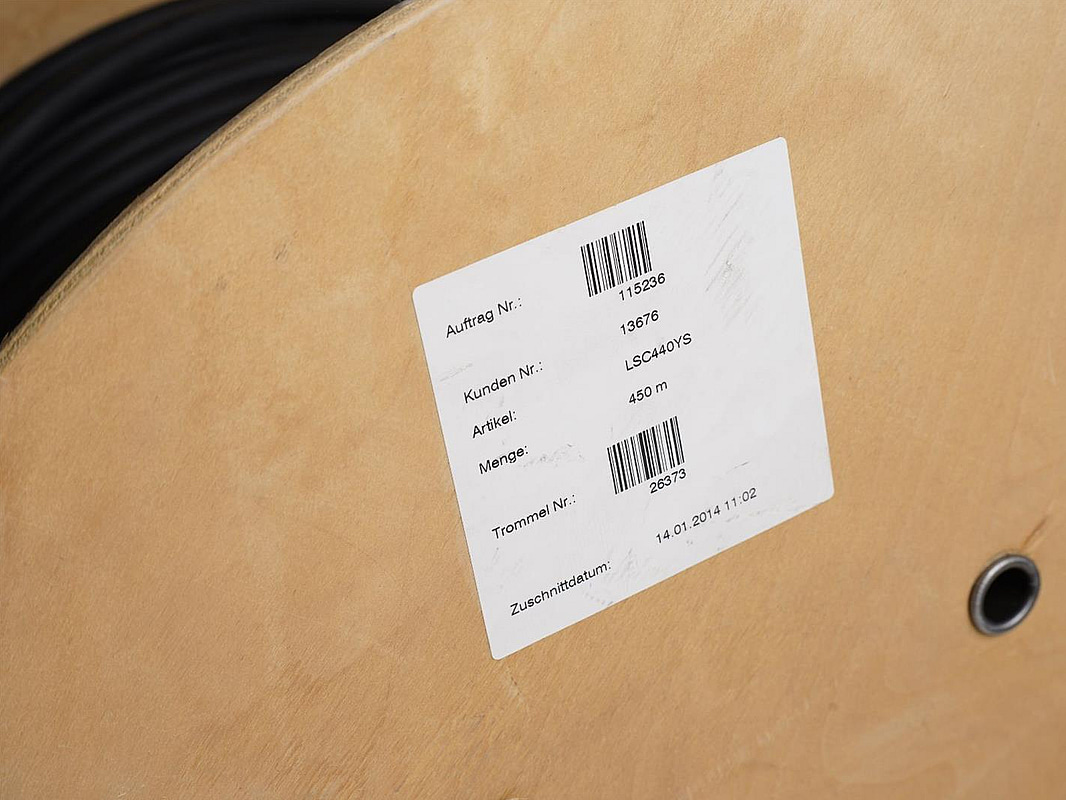 Auftrag Nr.: 115236
Kunden Nr.: 13676
Artikel: LSC440YS
Menge: 450 m
Trommel Nr.: 26373
Zuschnittdatum: 14.01.2014 11:02